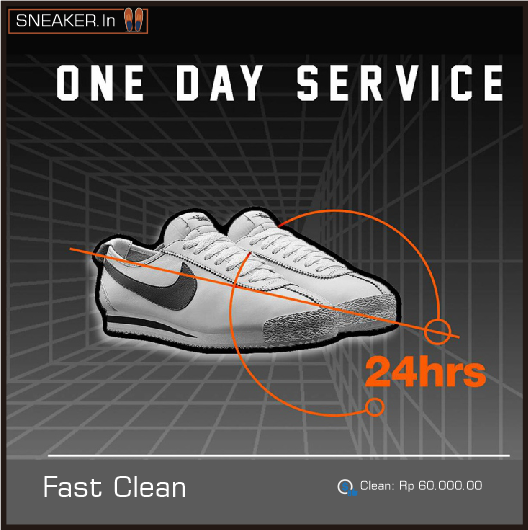 SNEAKER.In
ONE DAY SERVICE
24hrs
Fast Clean
Clean: Rp 60.000.00